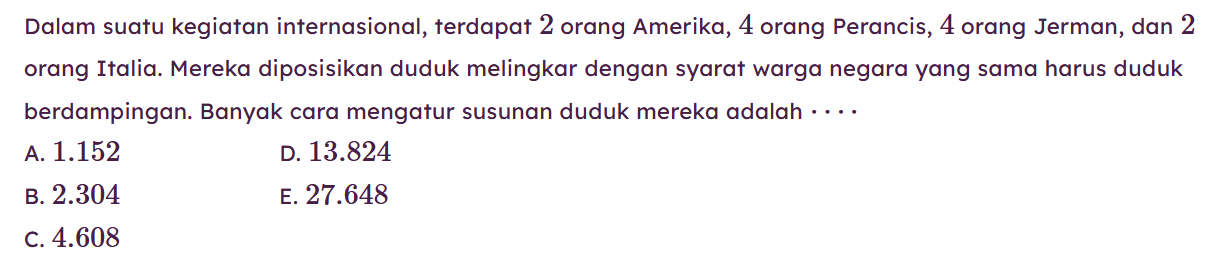 Dalam suatu kegiatan internasional, terdapat 2 orang Amerika, 4 orang Perancis, 4 orang Jerman, dan 2
orang Italia. Mereka diposisikan duduk melingkar dengan syarat warga negara yang sama harus duduk
berdampingan. Banyak cara mengatur susunan duduk mereka adalah ····
A. 1.152 D. 13.824
B. 2.304 E. 27.648
C. 4.608